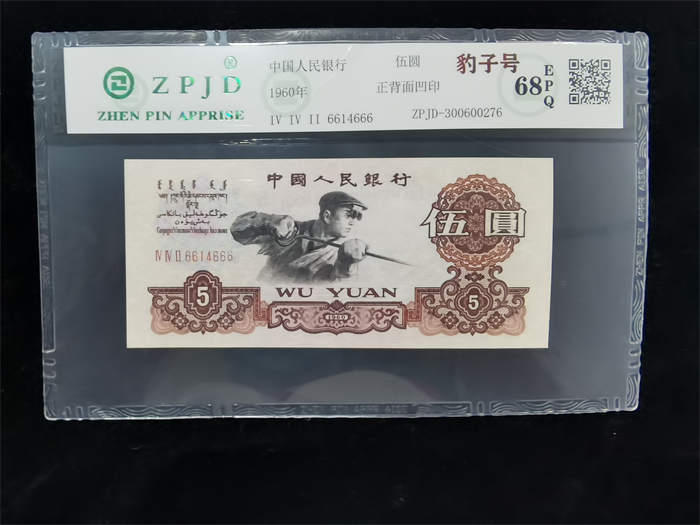 ZPJD
ZHEN PIN APPRISE
中国人民银行 伍圆 豹子号
1960年 正背面凹印
IV IV II 6614666 ZPJD-300600276
68 EPQ
中國人民銀行
伍圓
IV IV II 6614666
5 WU YUAN 5
1960